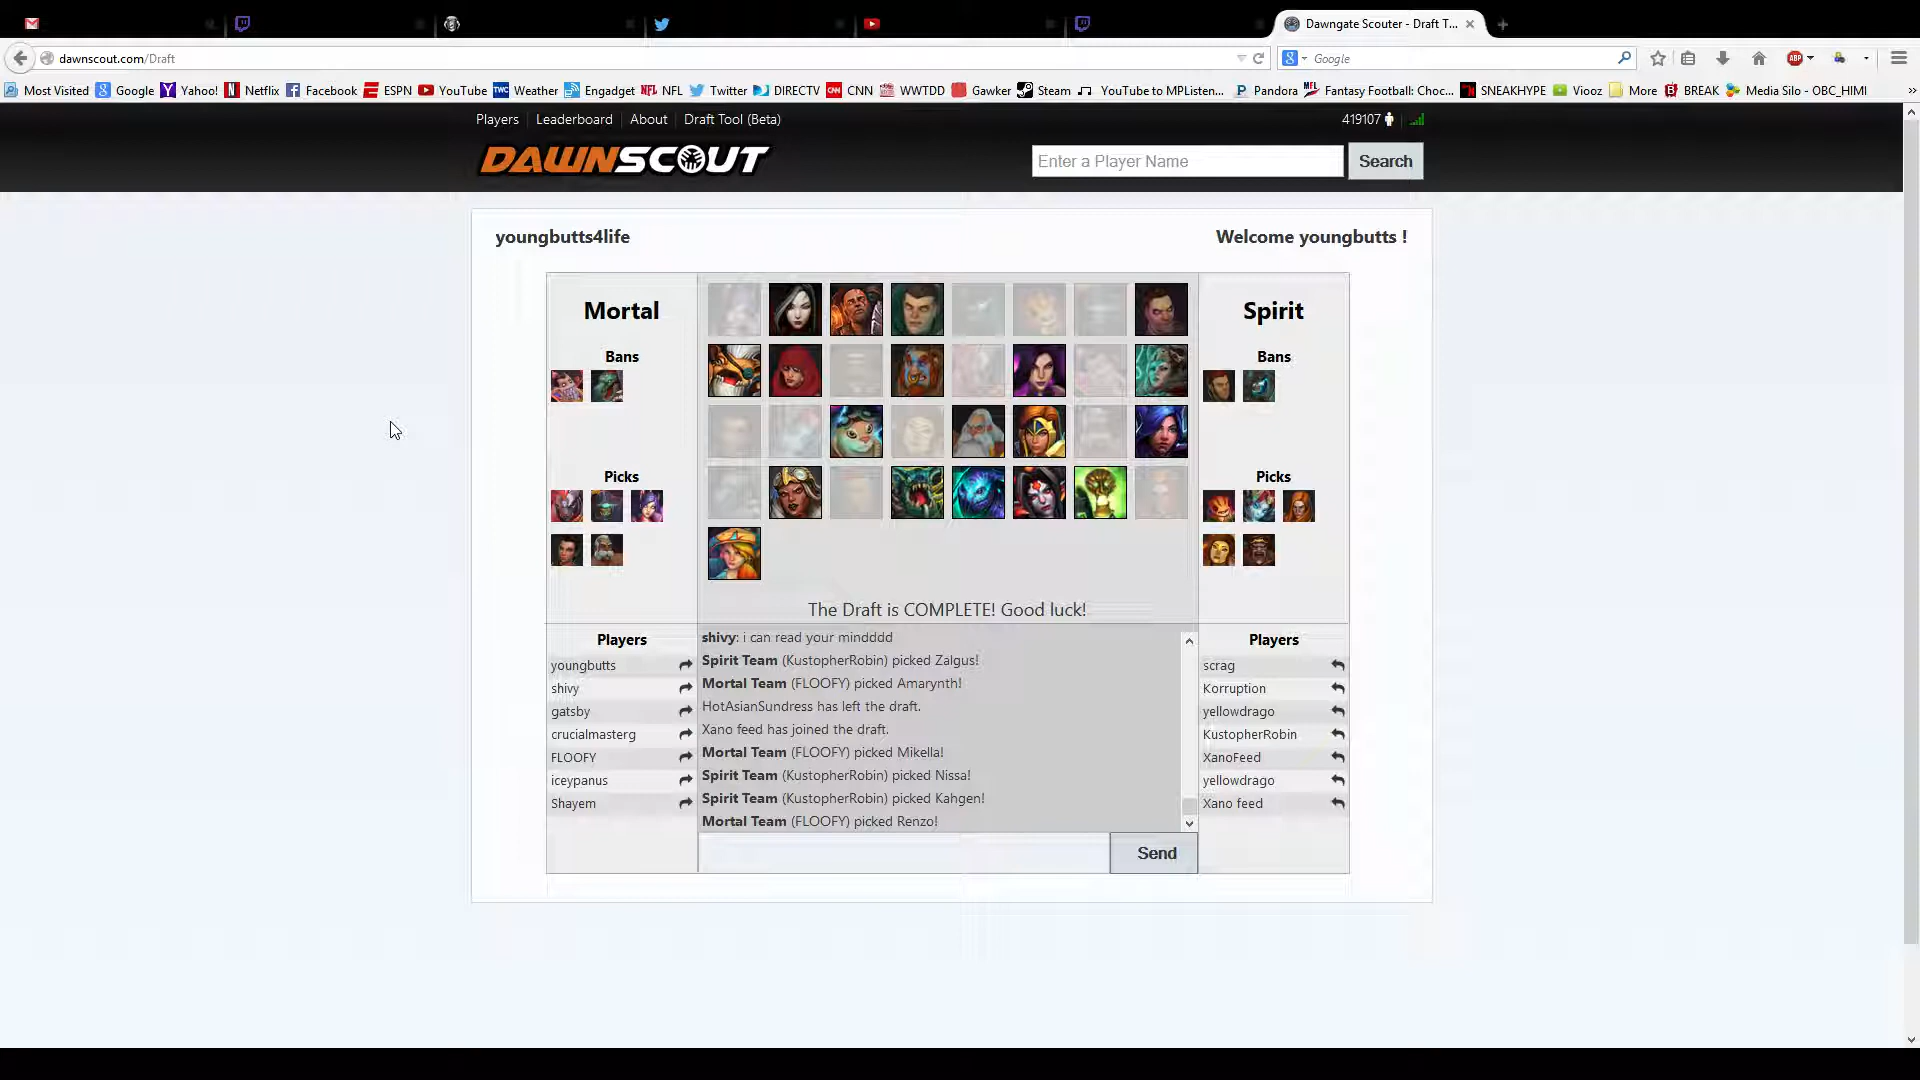 Dawngate Scouter - Draft T...
dawnscout.com/Draft
Google
Most Visited Google Yahoo! Netflix Facebook ESPN YouTube Weather Engadget NFL Twitter DIRECTV CNN WWTDD Gawker Steam YouTube to MPListen... Pandora Fantasy Football: Choc... SNEAKHYPE Viooz More BREAK Media Silo - OBC_HIMI
Players Leaderboard About Draft Tool (Beta)
419107
DAWNSCOUT
Enter a Player Name
Search
youngbutts4life
Welcome youngbutts !
Mortal
Bans
Picks
Spirit
Bans
Picks
The Draft is COMPLETE! Good luck!
Players
youngbutts
shivy
gatsby
crucialmasterg
FLOOFY
iceypanus
Shayem
shivy: i can read your mindddd
Spirit Team (KustopherRobin) picked Zalgus!
Mortal Team (FLOOFY) picked Amarynth!
HotAsianSundress has left the draft.
Xano feed has joined the draft.
Mortal Team (FLOOFY) picked Mikella!
Spirit Team (KustopherRobin) picked Nissa!
Spirit Team (KustopherRobin) picked Kahgen!
Mortal Team (FLOOFY) picked Renzo!
Send
Players
scrag
Korruption
yellowdrago
KustopherRobin
XanoFeed
yellowdrago
Xano feed